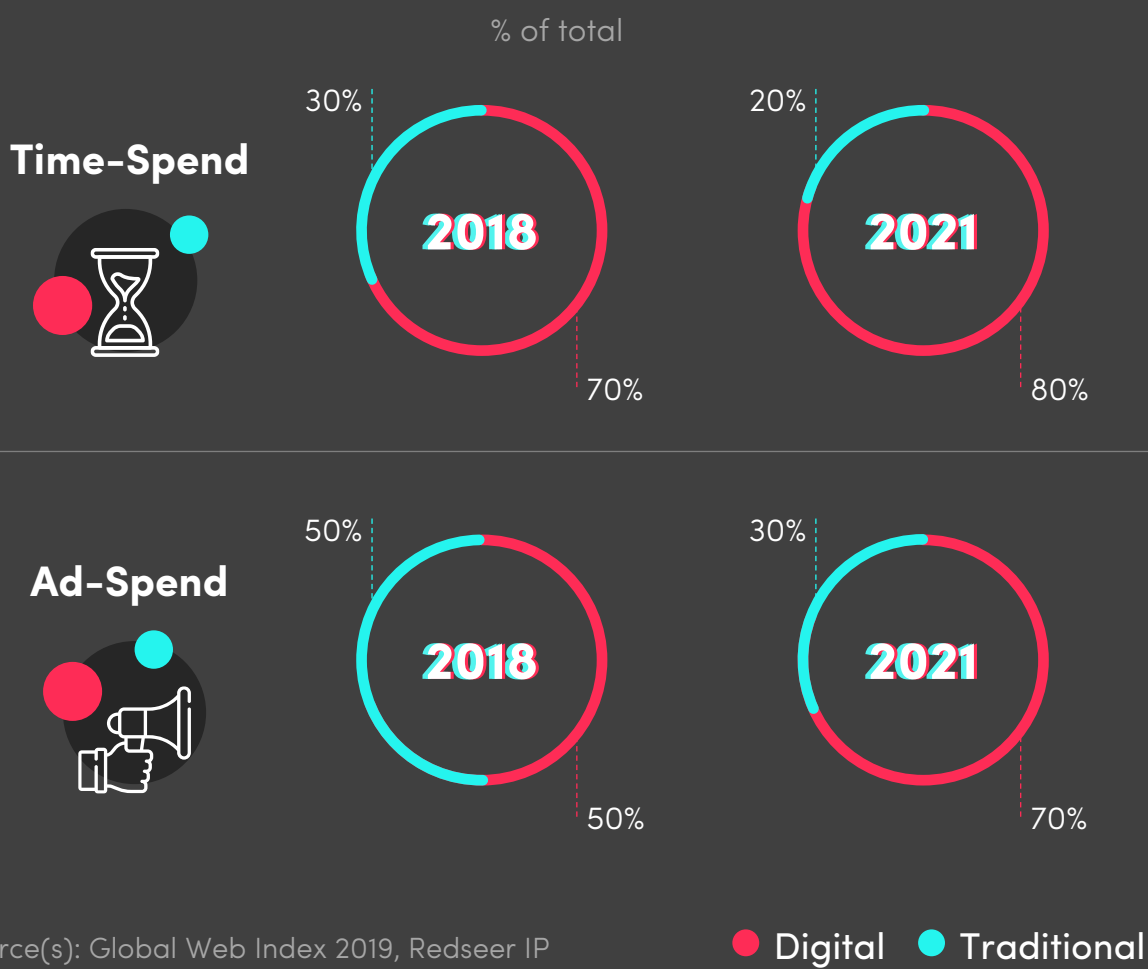 % of total
Time-Spend
30%
2018
70%
20%
2021
80%
Ad-Spend
50%
2018
50%
30%
2021
70%
rce(s): Global Web Index 2019, Redseer IP
Digital
Traditional